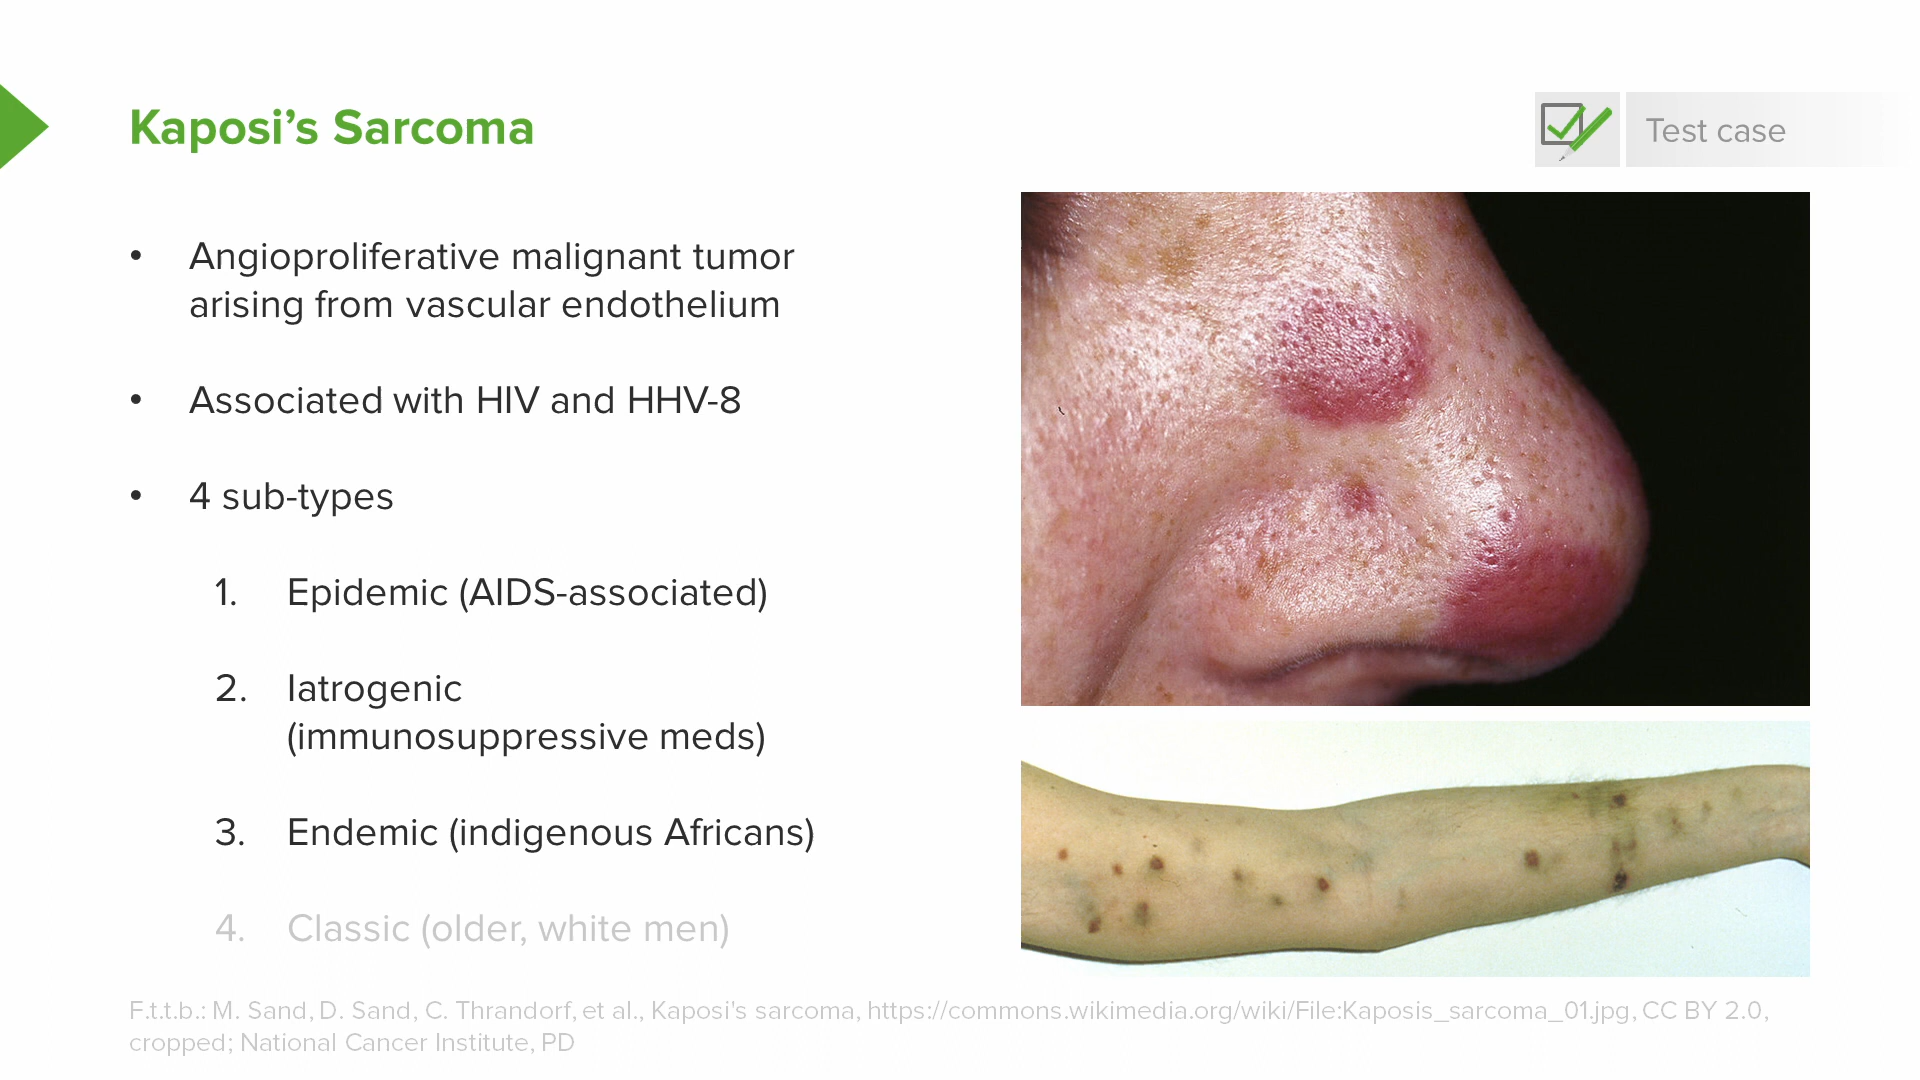 Kaposi’s Sarcoma
Test case
• Angioproliferative malignant tumor
arising from vascular endothelium
• Associated with HIV and HHV-8
• 4 sub-types
1. Epidemic (AIDS-associated)
2. Iatrogenic
(immunosuppressive meds)
3. Endemic (indigenous Africans)
4. Classic (older, white men)
F.t.t.b.: M. Sand, D. Sand, C. Thrandorf, et al., Kaposi's sarcoma, https://commons.wikimedia.org/wiki/File:Kaposis_sarcoma_01.jpg, CC BY 2.0,
cropped; National Cancer Institute, PD